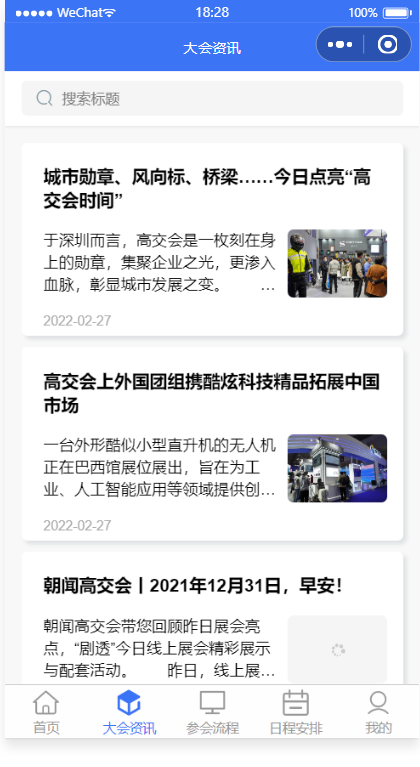 WeChat 18:28 100%
大会资讯
搜索标题
城市勋章、风向标、桥梁……今日点亮“高
交会时间”
于深圳而言，高交会是一枚刻在身
上的勋章，集聚企业之光，更渗入
血脉，彰显城市发展之变。 …
2022-02-27
高交会上外国团组携酷炫科技精品拓展中国
市场
一台外形酷似小型直升机的无人机
正在巴西馆展位展出，旨在为工
业、人工智能应用等领域提供创…
2022-02-27
朝闻高交会丨2021年12月31日，早安！
朝闻高交会带您回顾昨日展会亮
点，“剧透”今日线上展会精彩展示
与配套活动。 昨日，线上展…
首页 大会资讯 参会流程 日程安排 我的